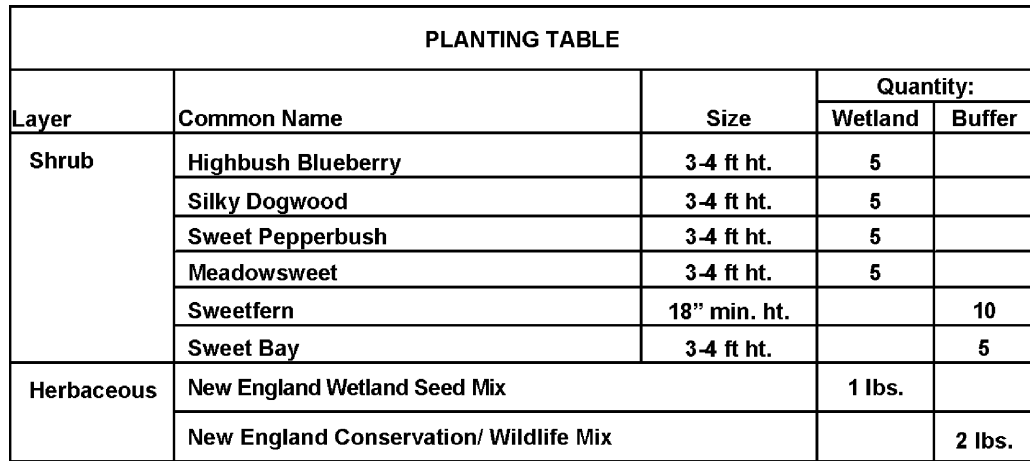 PLANTING TABLE
Quantity:
Layer Common Name Size Wetland Buffer
Shrub Highbush Blueberry 3-4 ft ht. 5
Silky Dogwood 3-4 ft ht. 5
Sweet Pepperbush 3-4 ft ht. 5
Meadowsweet 3-4 ft ht. 5
Sweetfern 18” min. ht. 10
Sweet Bay 3-4 ft ht. 5
Herbaceous New England Wetland Seed Mix 1 lbs.
New England Conservation/ Wildlife Mix 2 lbs.